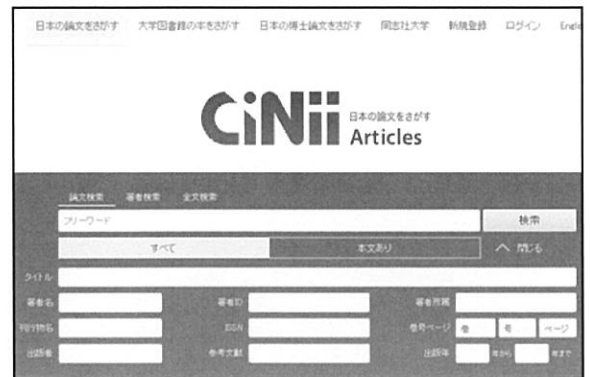 日本の論文をさがす 大学図書館の本をさがす 日本の博士論文をさがす 同志社大学 新規登録 ログイン Engli
CiNii 日本の論文をさがす
Articles
論文検索 著者検索 全文検索
フリーワード 検索
すべて 本文あり 閉じる
タイトル
著者名 著者ID 著者所属
刊行物名 ISSN 巻号ページ 巻 号 ページ
出版者 参考文献 出版年 年から 年まで